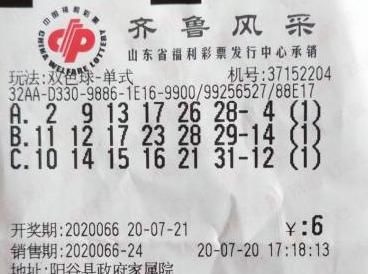 中国福利彩票
CHINA WELFARE LOTTERY
齐鲁风采
山东省福利彩票发行中心承销
玩法:双色球-单式 机号:37152204
32AA-D330-9886-1E16-9900/99256527/88E17
A. 2 9 13 17 26 28- 4 (1)
B.11 12 17 23 28 29-14 (1)
C.10 14 15 16 21 31-12 (1)
开奖期:2020066 20-07-21 ¥:6
销售期:2020066-24 20-07-20 17:18:13
地址:阳谷县政府家属院